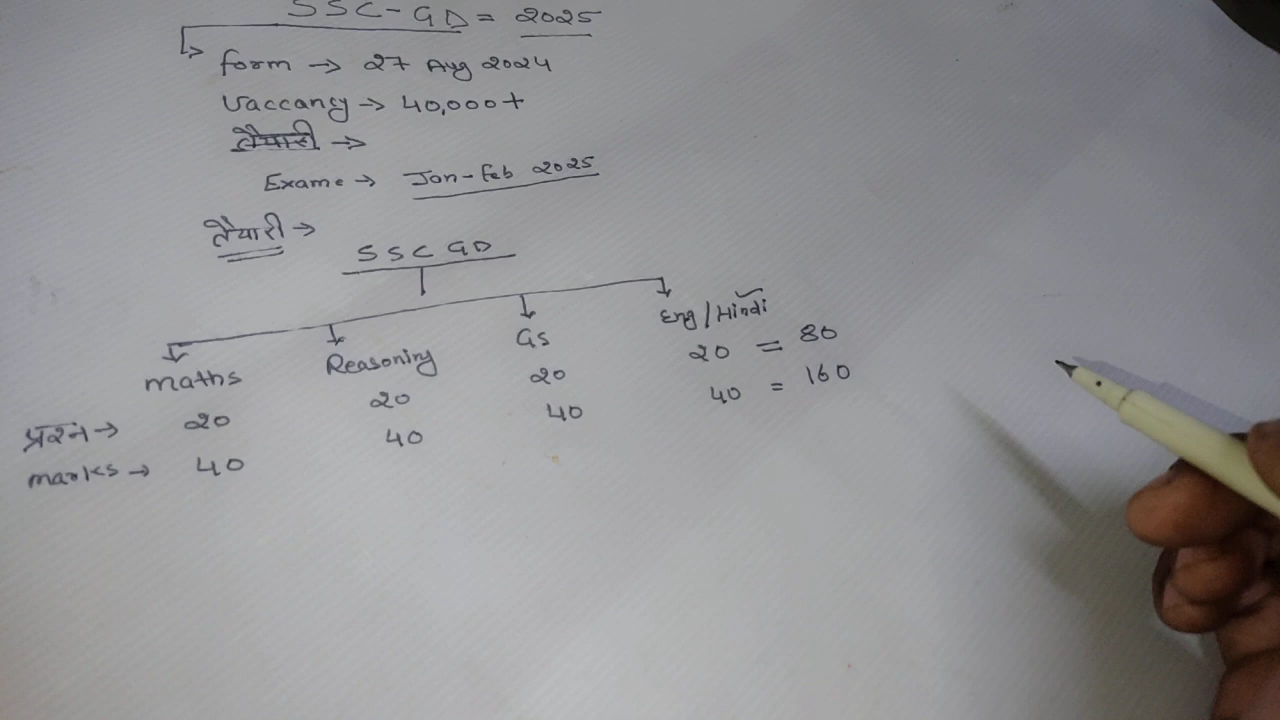 SSC-GD = 2025
form → 27 Aug 2024
Vaccancy → 40,000+
तैयारी →
Exame → Jan-Feb 2025
तैयारी →
SSC GD
maths Reasoning GS Eng/Hindi
प्रश्न → 20 20 20 20 = 80
marks → 40 40 40 40 = 160